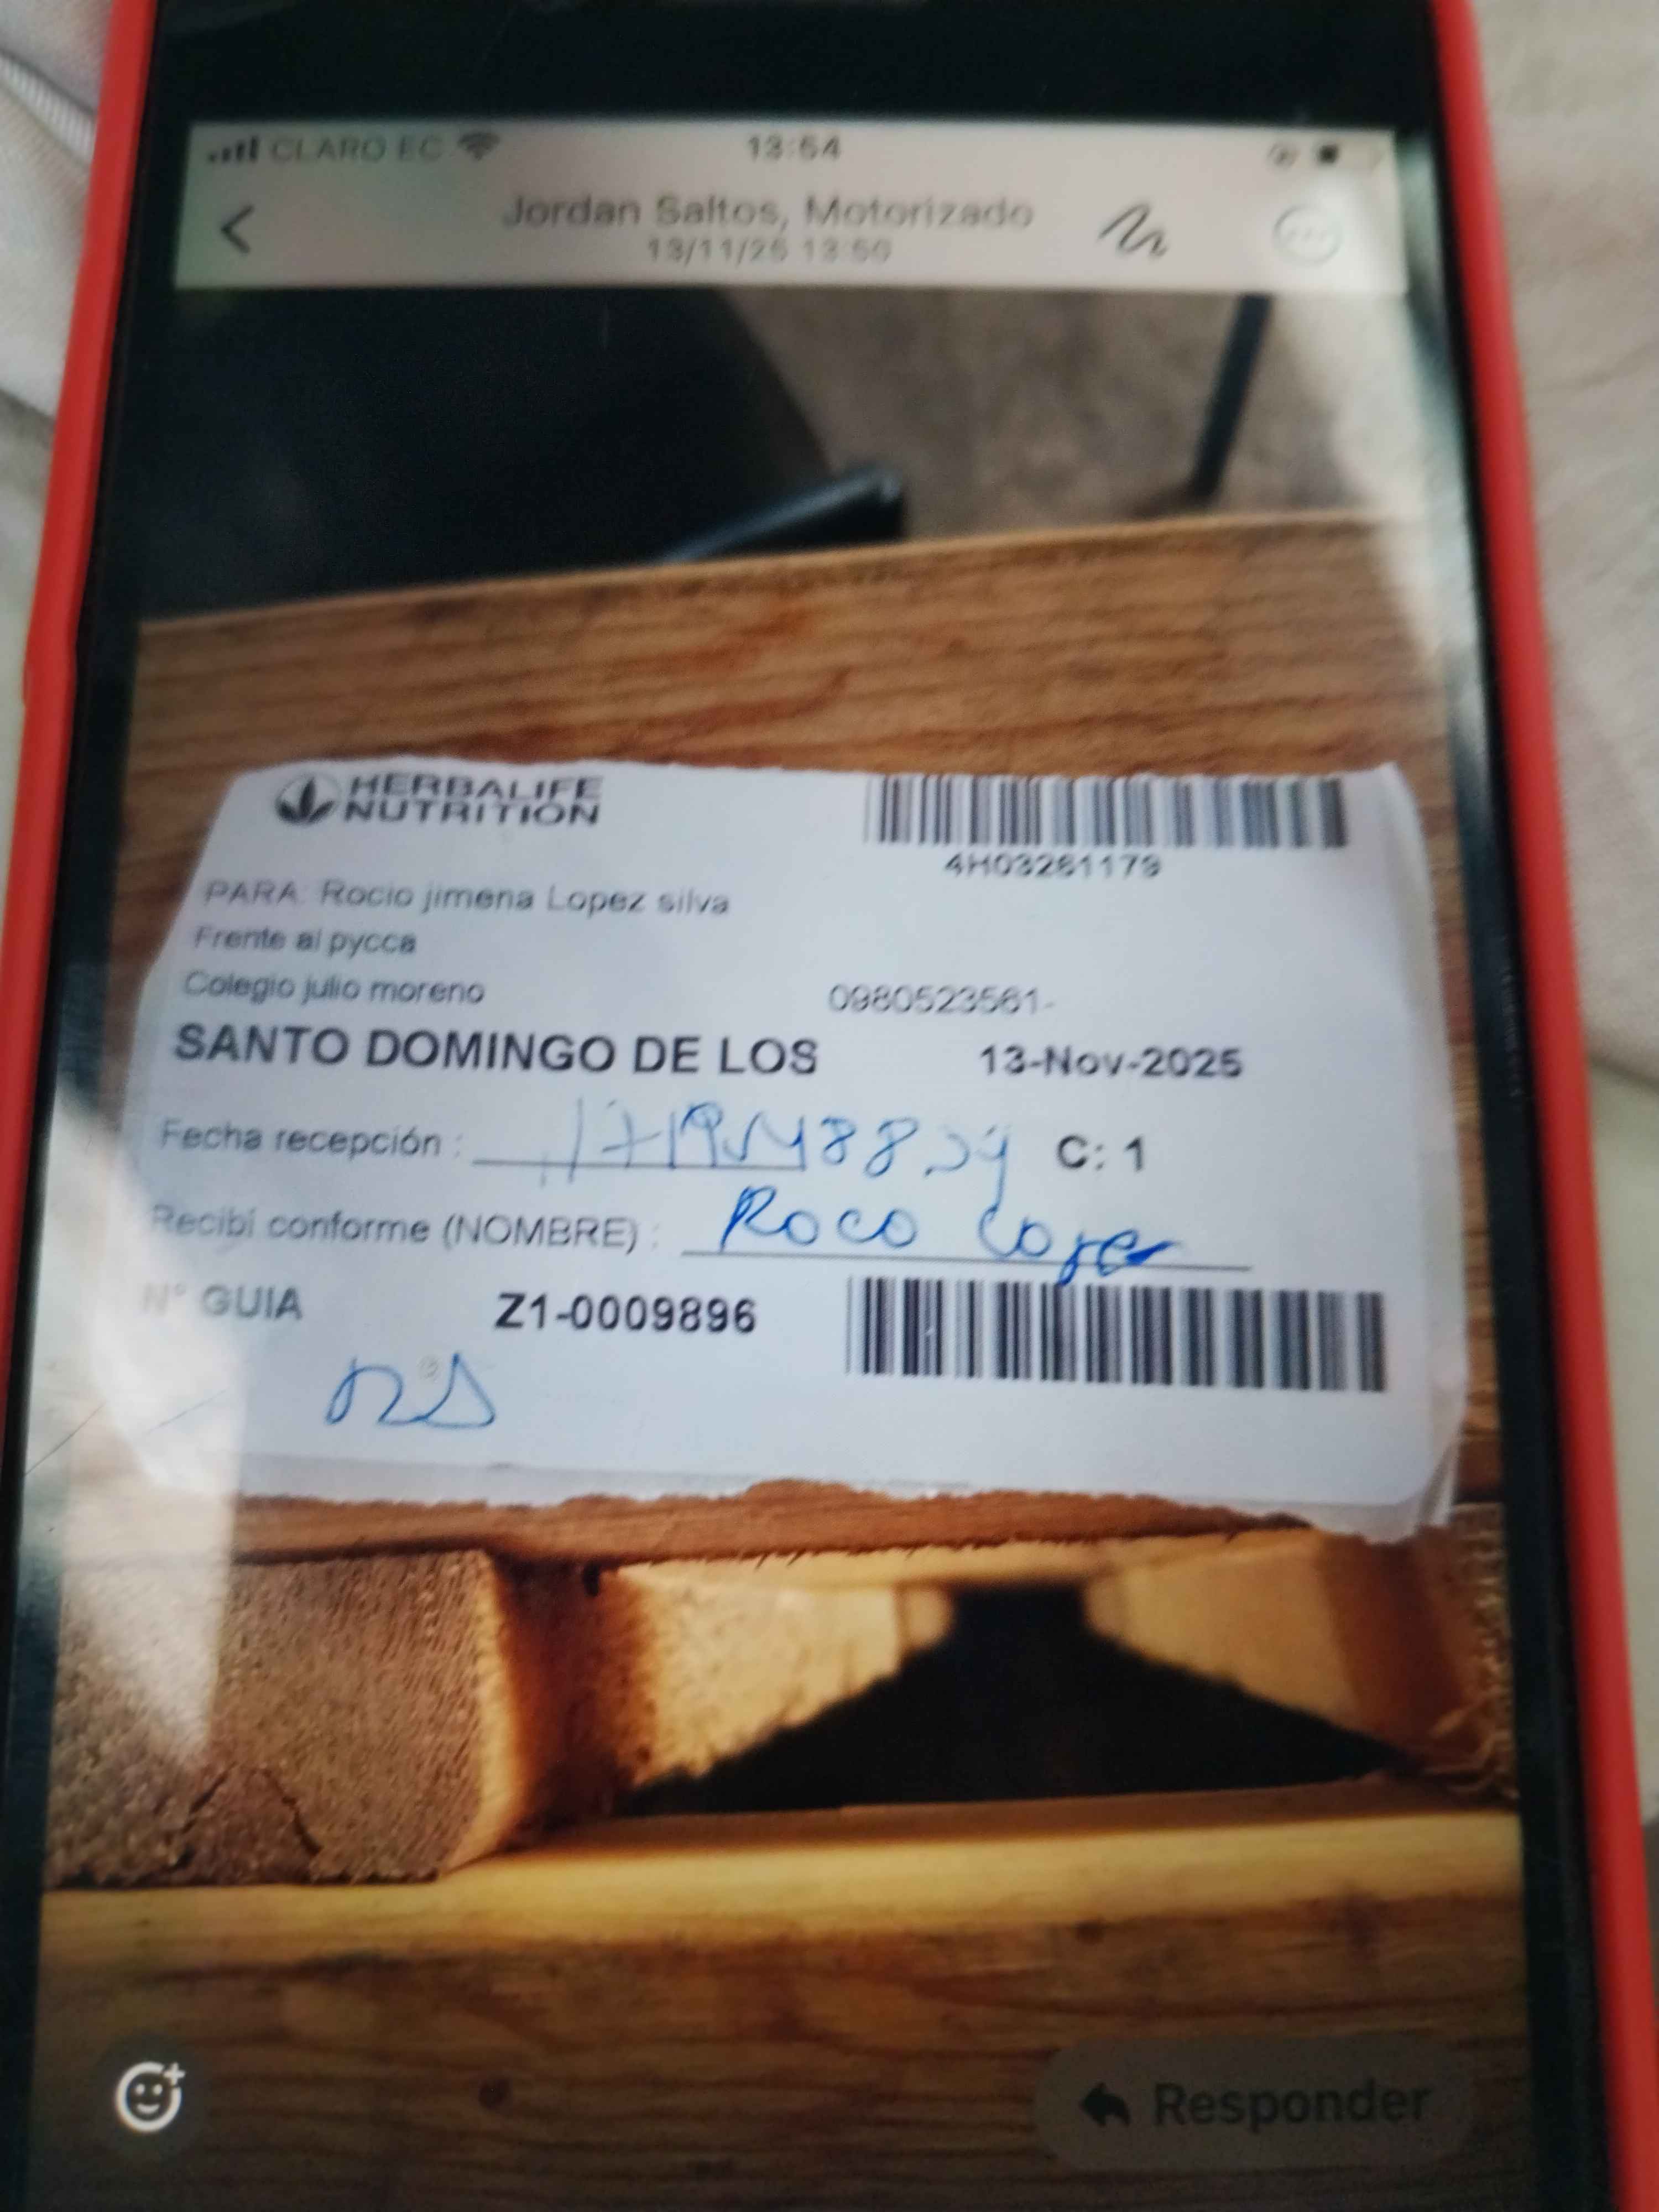 CLARO EC 13:54
Jordan Saltos, Motorizado
13/11/25 13:50
HERBALIFE
NUTRITION
4H03261179
PARA: Rocio jimena Lopez silva
Frente al pycca
Colegio julio moreno 0980523561-
SANTO DOMINGO DE LOS 13-Nov-2025
Fecha recepción : C: 1
Recibí conforme (NOMBRE) : Roco
N° GUIA Z1-0009896
Responder